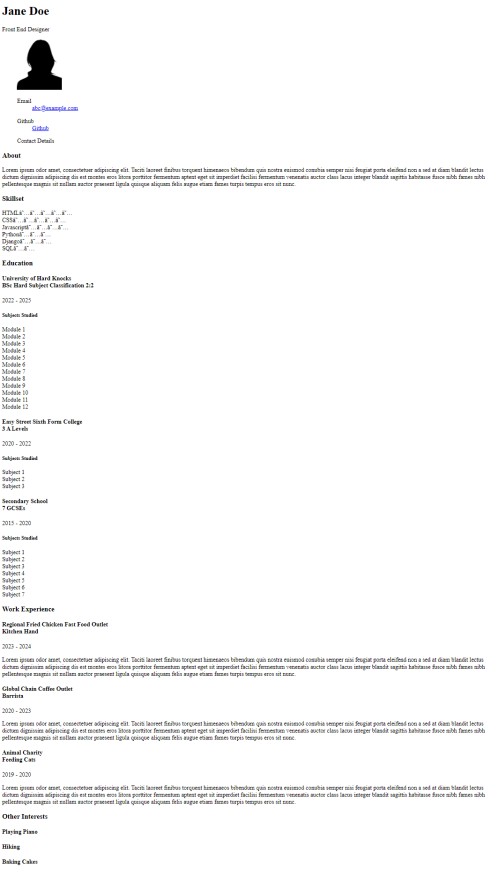 Jane Doe
Front End Designer
Email
abc@example.com
Github
Github
Contact Details
About
Lorem ipsum odor amet, consectetuer adipiscing elit. Taciti laoreet finibus torquent himenaeos bibendum quis nostra euismod conubia semper nisi feugiat porta eleifend non a sed at diam blandit lectus
dictum dignissim adipiscing dis est montes eros litora porttitor fermentum aptent eget sit imperdiet facilisi fermentum venenatis auctor class lacus integer blandit sagittis habitasse fusce nibh fames nibh
pellentesque magnis sit nullam auctor praesent ligula quisque aliquam felis augue etiam fames turpis tempus eros sit nunc.
Skillset
HTMLâ˜…â˜…â˜…â˜…â˜…
CSSâ˜…â˜…â˜…â˜…â˜…
Javascriptâ˜…â˜…â˜…â˜…
Pythonâ˜…â˜…â˜…
Djangoâ˜…â˜…â˜…
SQLâ˜…â˜…
Education
University of Hard Knocks
BSc Hard Subject Classification 2:2
2022 - 2025
Subjects Studied
Module 1
Module 2
Module 3
Module 4
Module 5
Module 6
Module 7
Module 8
Module 9
Module 10
Module 11
Module 12
Easy Street Sixth Form College
3 A Levels
2020 - 2022
Subjects Studied
Subject 1
Subject 2
Subject 3
Secondary School
7 GCSEs
2015 - 2020
Subjects Studied
Subject 1
Subject 2
Subject 3
Subject 4
Subject 5
Subject 6
Subject 7
Work Experience
Regional Fried Chicken Fast Food Outlet
Kitchen Hand
2023 - 2024
Lorem ipsum odor amet, consectetuer adipiscing elit. Taciti laoreet finibus torquent himenaeos bibendum quis nostra euismod conubia semper nisi feugiat porta eleifend non a sed at diam blandit lectus
dictum dignissim adipiscing dis est montes eros litora porttitor fermentum aptent eget sit imperdiet facilisi fermentum venenatis auctor class lacus integer blandit sagittis habitasse fusce nibh fames nibh
pellentesque magnis sit nullam auctor praesent ligula quisque aliquam felis augue etiam fames turpis tempus eros sit nunc.
Global Chain Coffee Outlet
Barrista
2020 - 2023
Lorem ipsum odor amet, consectetuer adipiscing elit. Taciti laoreet finibus torquent himenaeos bibendum quis nostra euismod conubia semper nisi feugiat porta eleifend non a sed at diam blandit lectus
dictum dignissim adipiscing dis est montes eros litora porttitor fermentum aptent eget sit imperdiet facilisi fermentum venenatis auctor class lacus integer blandit sagittis habitasse fusce nibh fames nibh
pellentesque magnis sit nullam auctor praesent ligula quisque aliquam felis augue etiam fames turpis tempus eros sit nunc.
Animal Charity
Feeding Cats
2019 - 2020
Lorem ipsum odor amet, consectetuer adipiscing elit. Taciti laoreet finibus torquent himenaeos bibendum quis nostra euismod conubia semper nisi feugiat porta eleifend non a sed at diam blandit lectus
dictum dignissim adipiscing dis est montes eros litora porttitor fermentum aptent eget sit imperdiet facilisi fermentum venenatis auctor class lacus integer blandit sagittis habitasse fusce nibh fames nibh
pellentesque magnis sit nullam auctor praesent ligula quisque aliquam felis augue etiam fames turpis tempus eros sit nunc.
Other Interests
Playing Piano
Hiking
Baking Cakes